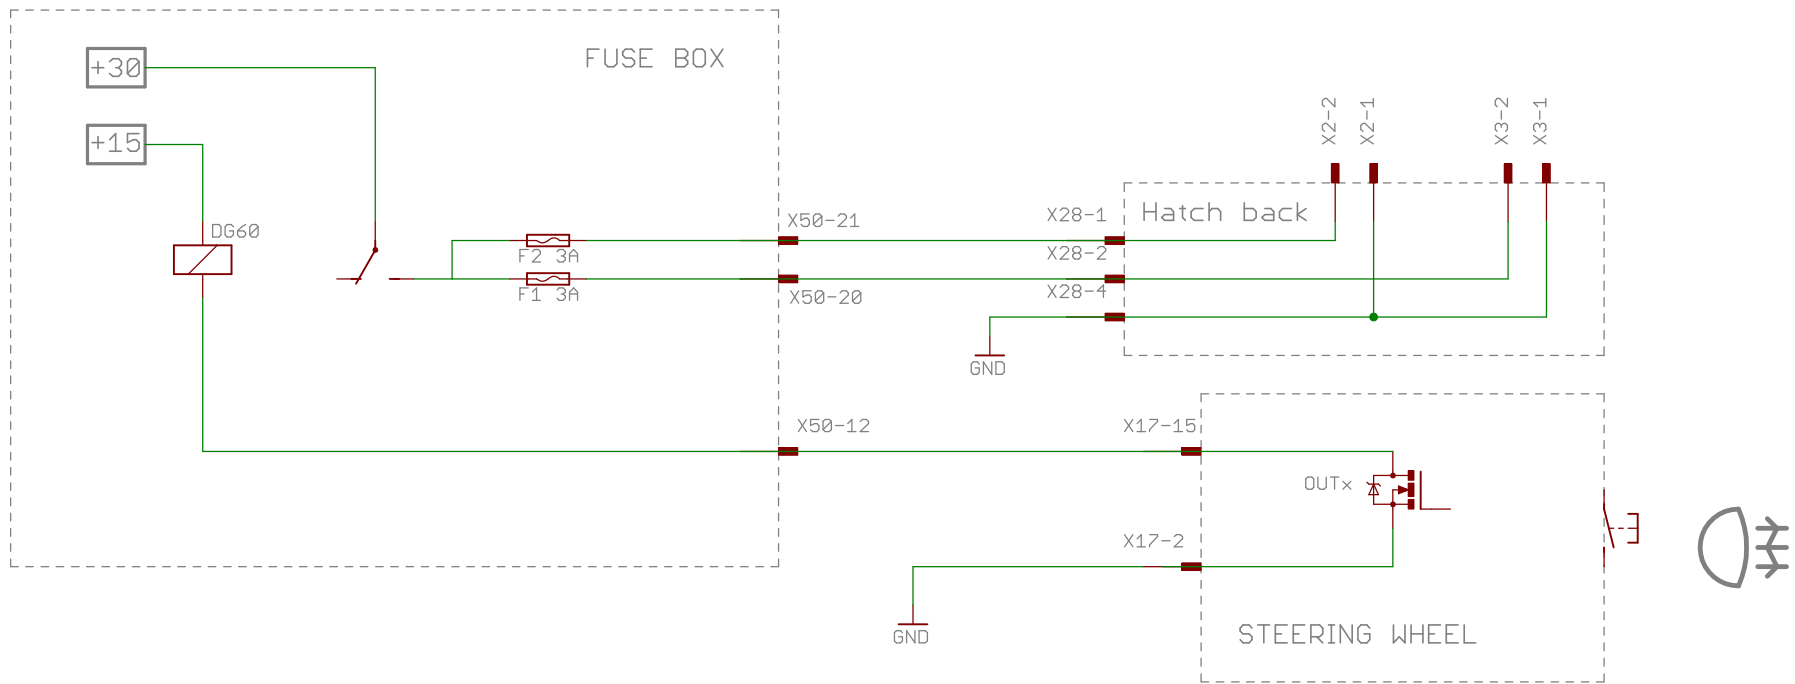 FUSE BOX
+30
+15
DG60
F2 3A
F1 3A
X50-21
X50-20
X50-12
X28-1
X28-2
X28-4
GND
Hatch back
X2-2
X2-1
X3-2
X3-1
X17-15
OUTx
X17-2
GND
STEERING WHEEL